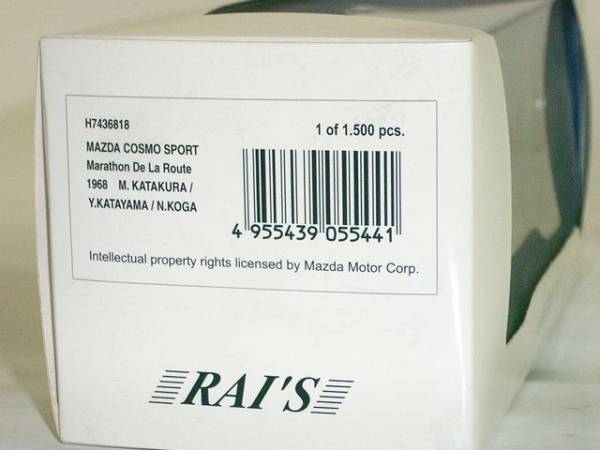 H7436818
1 of 1.500 pcs.
MAZDA COSMO SPORT
Marathon De La Route
1968 M. KATAKURA /
Y.KATAYAMA / N.KOGA
4 955439 055441
Intellectual property rights licensed by Mazda Motor Corp.
RAI'S